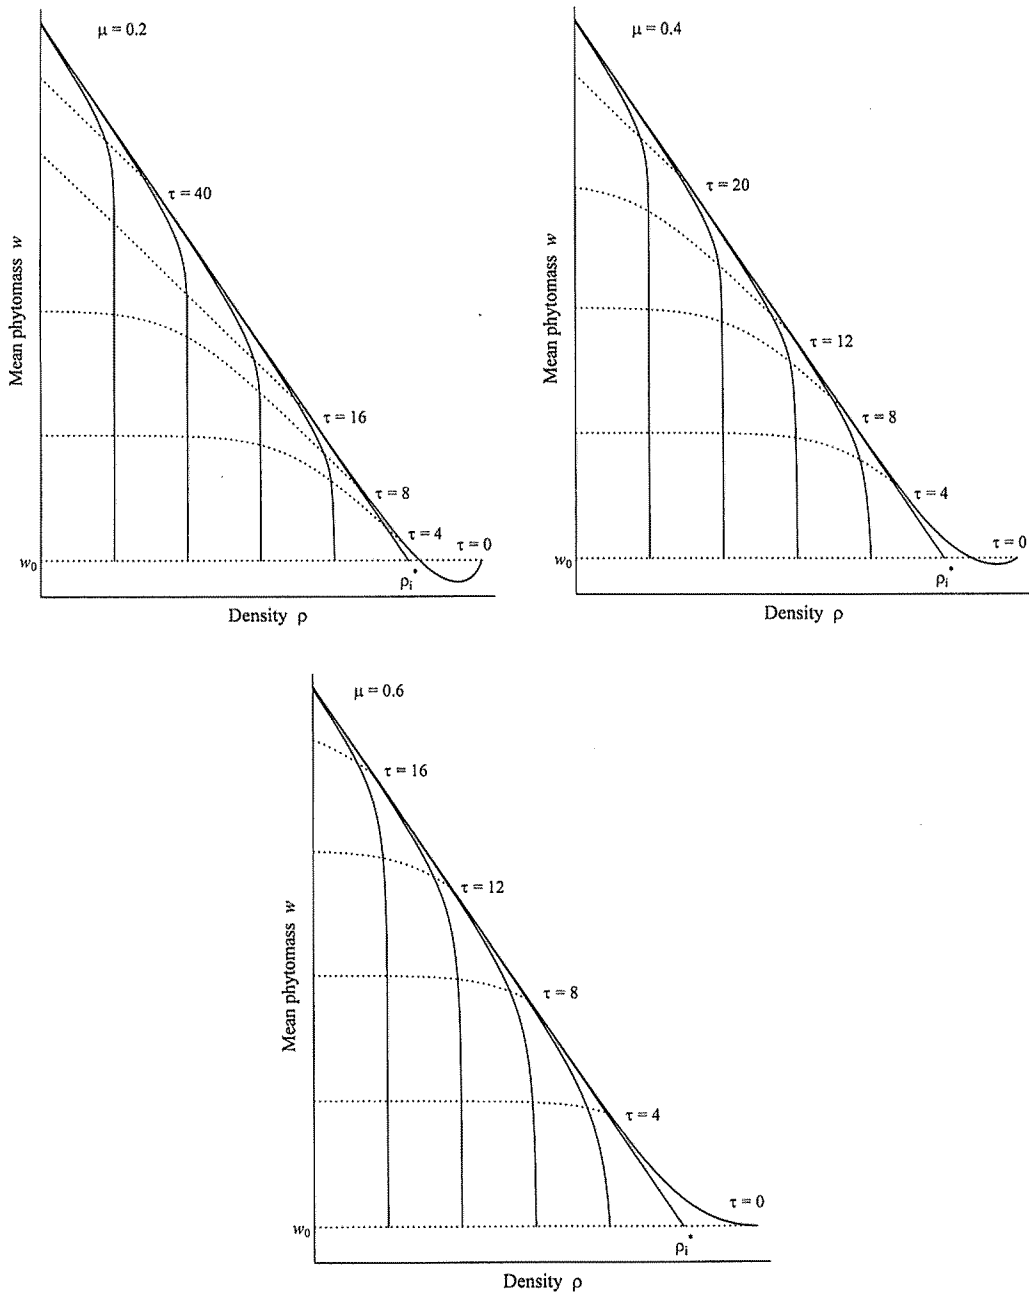 μ = 0.2
τ = 40
τ = 16
τ = 8
τ = 4
τ = 0
w₀
ρᵢ*
Mean phytomass w
Density ρ
μ = 0.4
τ = 20
τ = 12
τ = 8
τ = 4
τ = 0
w₀
ρᵢ*
Mean phytomass w
Density ρ
μ = 0.6
τ = 16
τ = 12
τ = 8
τ = 4
τ = 0
w₀
ρᵢ*
Mean phytomass w
Density ρ